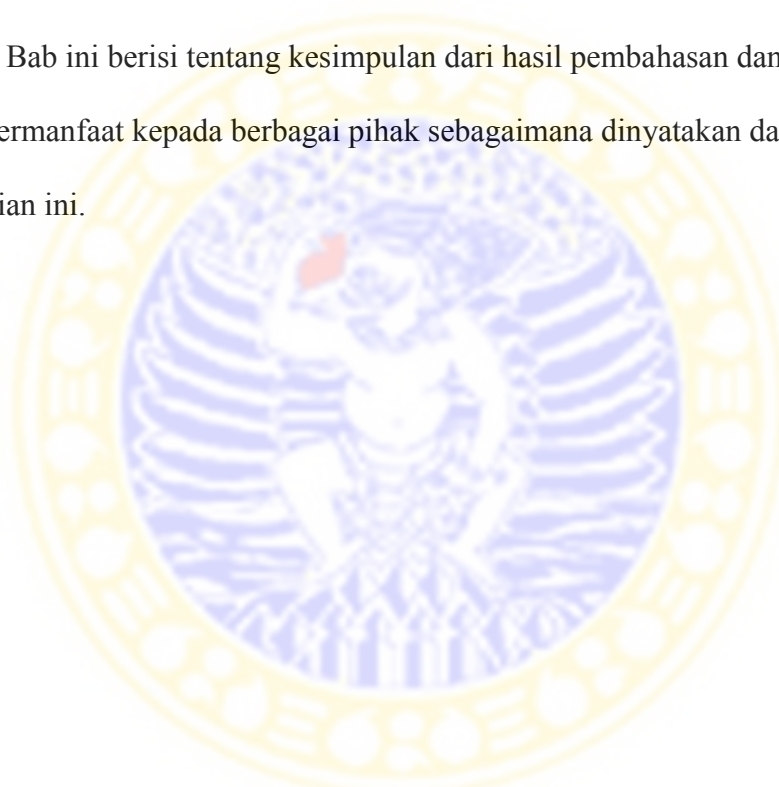 Bab ini berisi tentang kesimpulan dari hasil pembahasan dan
ermanfaat kepada berbagai pihak sebagaimana dinyatakan da
ian ini.